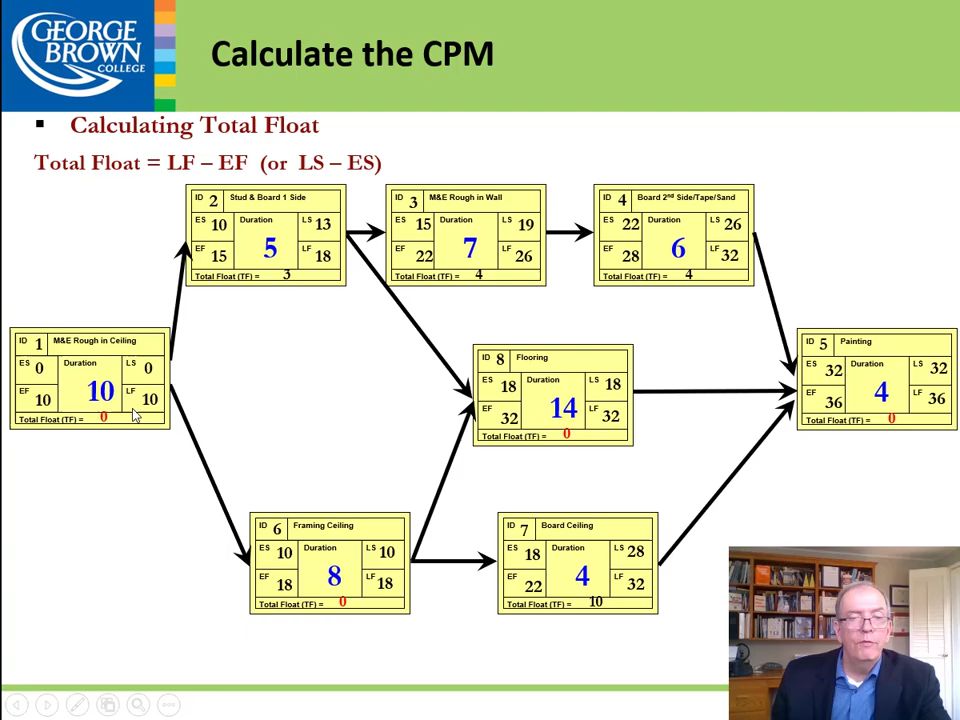 GEORGE
BROWN
COLLEGE
Calculate the CPM
▪ Calculating Total Float
Total Float = LF – EF (or LS – ES)
ID 2 Stud & Board 1 Side
ES 10 Duration LS 13
5
EF 15 LF 18
Total Float (TF) = 3
ID 3 M&E Rough in Wall
ES 15 Duration LS 19
7
EF 22 LF 26
Total Float (TF) = 4
ID 4 Board 2nd Side/Tape/Sand
ES 22 Duration LS 26
6
EF 28 LF 32
Total Float (TF) = 4
ID 1 M&E Rough in Ceiling
ES 0 Duration LS 0
10
EF 10 LF 10
Total Float (TF) = 0
ID 8 Flooring
ES 18 Duration LS 18
14
EF 32 LF 32
Total Float (TF) = 0
ID 5 Painting
ES 32 Duration LS 32
4
EF 36 LF 36
Total Float (TF) = 0
ID 6 Framing Ceiling
ES 10 Duration LS 10
8
EF 18 LF 18
Total Float (TF) = 0
ID 7 Board Ceiling
ES 18 Duration LS 28
4
EF 22 LF 32
Total Float (TF) = 10